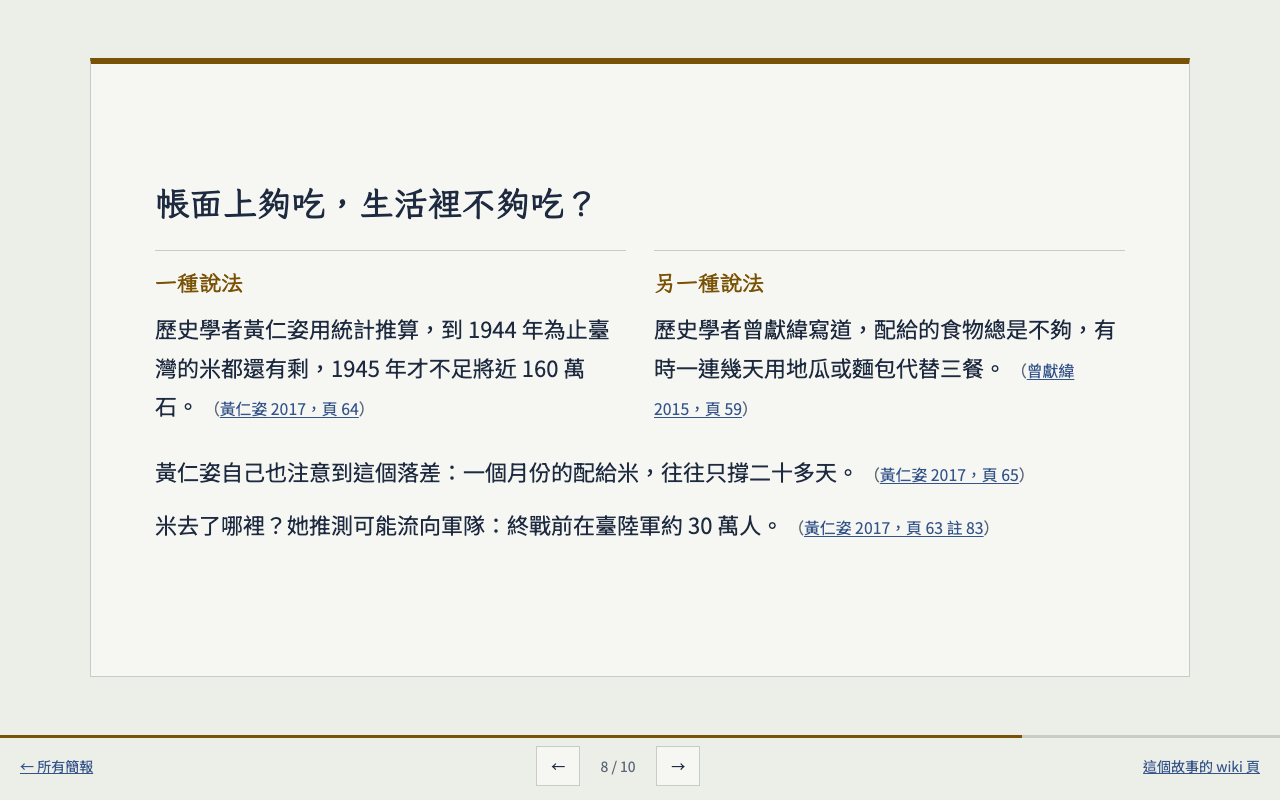 帳面上夠吃，生活裡不夠吃？
一種說法
歷史學者黃仁姿用統計推算，到 1944 年為止臺
灣的米都還有剩，1945 年才不足將近 160 萬
石。（黃仁姿 2017，頁 64）
另一種說法
歷史學者曾獻緯寫道，配給的食物總是不夠，有
時一連幾天用地瓜或麵包代替三餐。（曾獻緯
2015，頁 59）
黃仁姿自己也注意到這個落差：一個月份的配給米，往往只撐二十多天。（黃仁姿 2017，頁 65）
米去了哪裡？她推測可能流向軍隊：終戰前在臺陸軍約 30 萬人。（黃仁姿 2017，頁 63 註 83）
← 所有簡報
←
8 / 10
→
這個故事的 wiki 頁